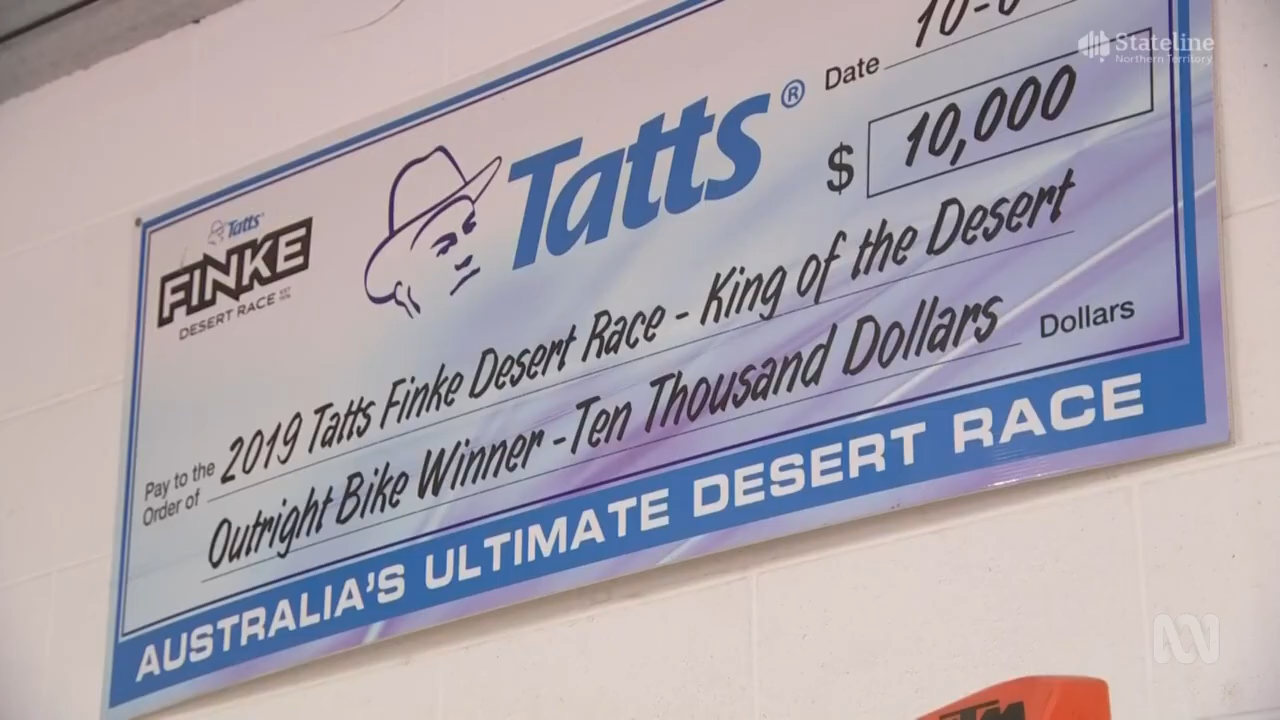 Stateline
Northern Territory
Date 10-
$ 10,000
Tatts®
Tatts
FINKE
DESERT RACE
Pay to the
Order of
2019 Tatts Finke Desert Race - King of the Desert
Outright Bike Winner - Ten Thousand Dollars
Dollars
AUSTRALIA'S ULTIMATE DESERT RACE